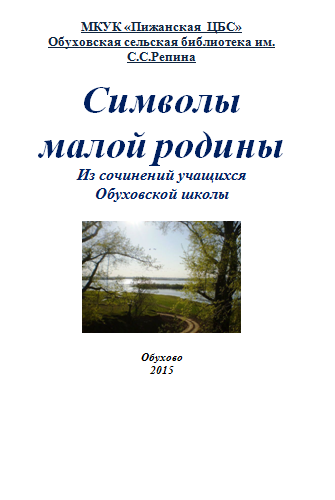 МКУК «Пижанская ЦБС»
Обуховская сельская библиотека им.
С.С.Репина
Символы
малой родины
Из сочинений учащихся
Обуховской школы
Обухово
2015